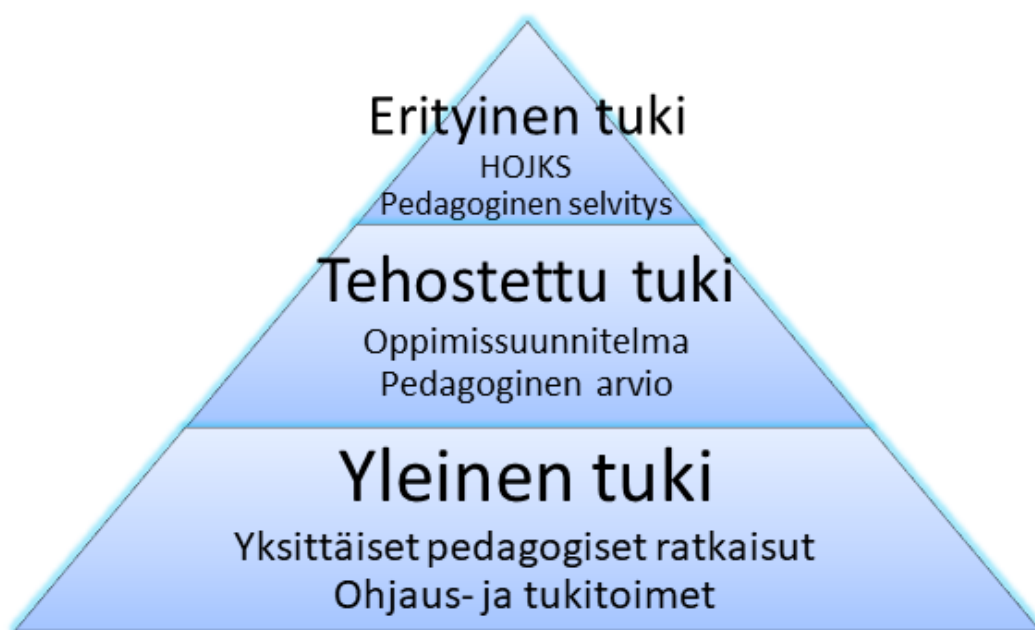 Erityinen tuki
HOJKS
Pedagoginen selvitys
Tehostettu tuki
Oppimissuunnitelma
Pedagoginen arvio
Yleinen tuki
Yksittäiset pedagogiset ratkaisut
Ohjaus- ja tukitoimet